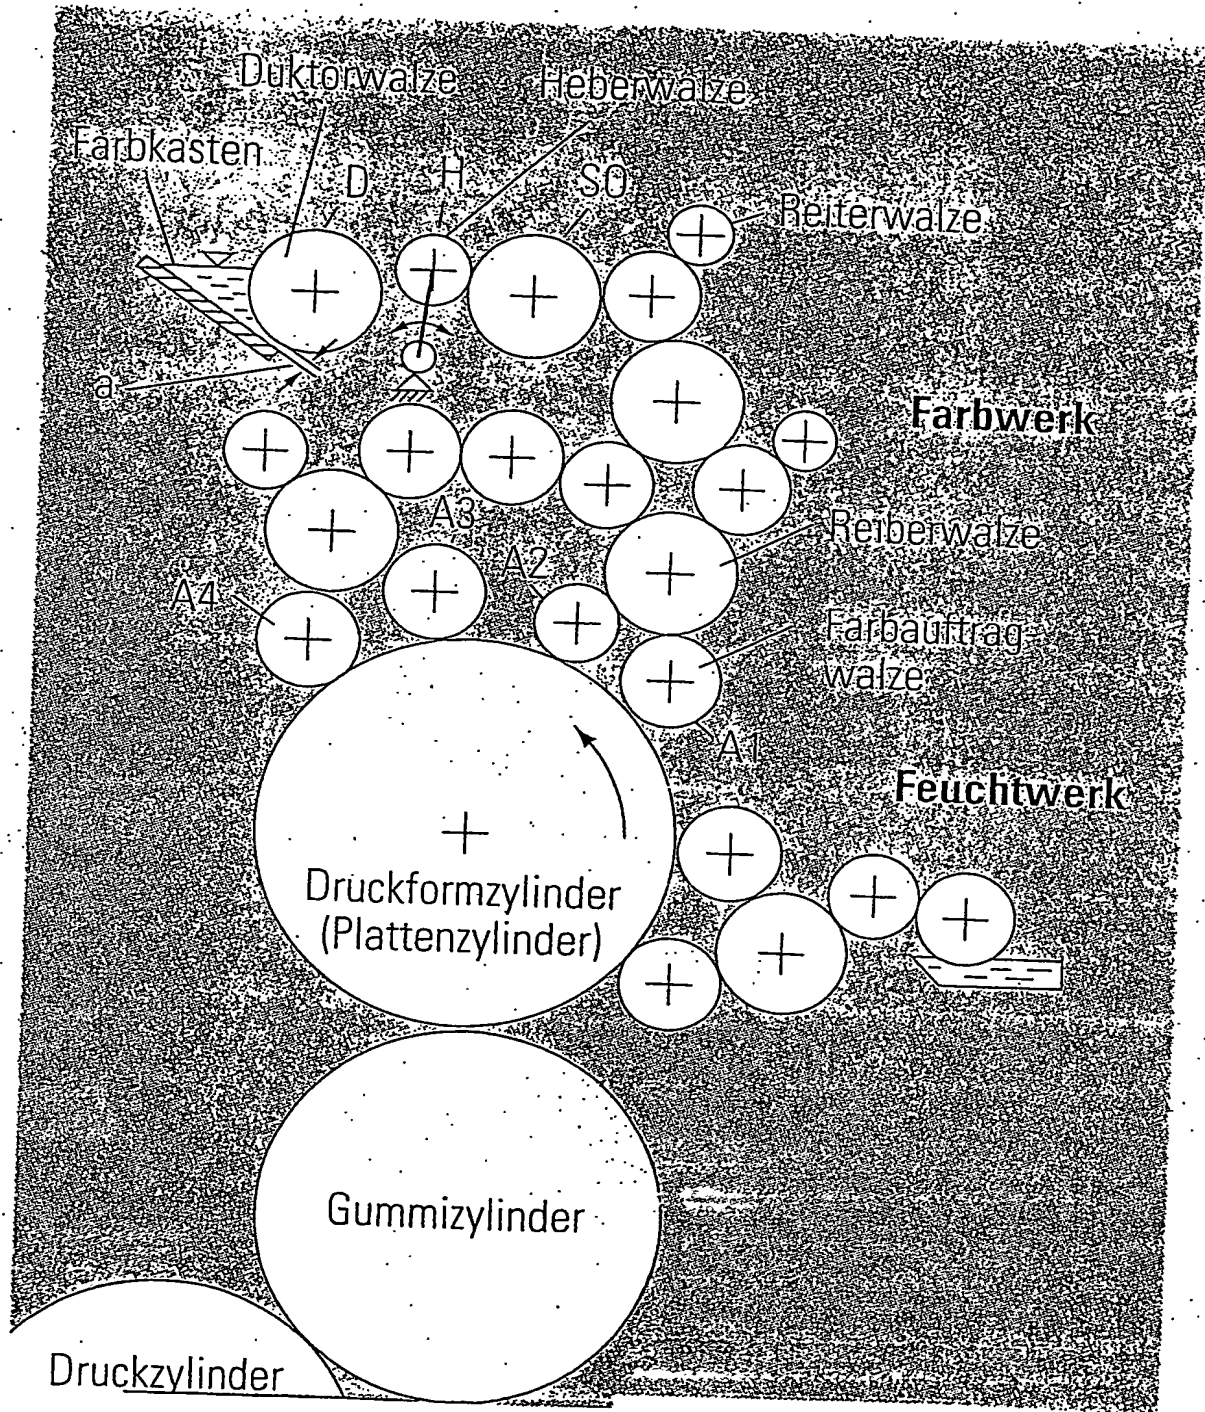 Duktorwalze
Heberwalze
Farbkasten
D
H
SO
Reiterwalze
a
Farbwerk
A3
Reiberwalze
A2
A4
Farbauftrag-
walze
A1
Feuchtwerk
Druckformzylinder
(Plattenzylinder)
Gummizylinder
Druckzylinder